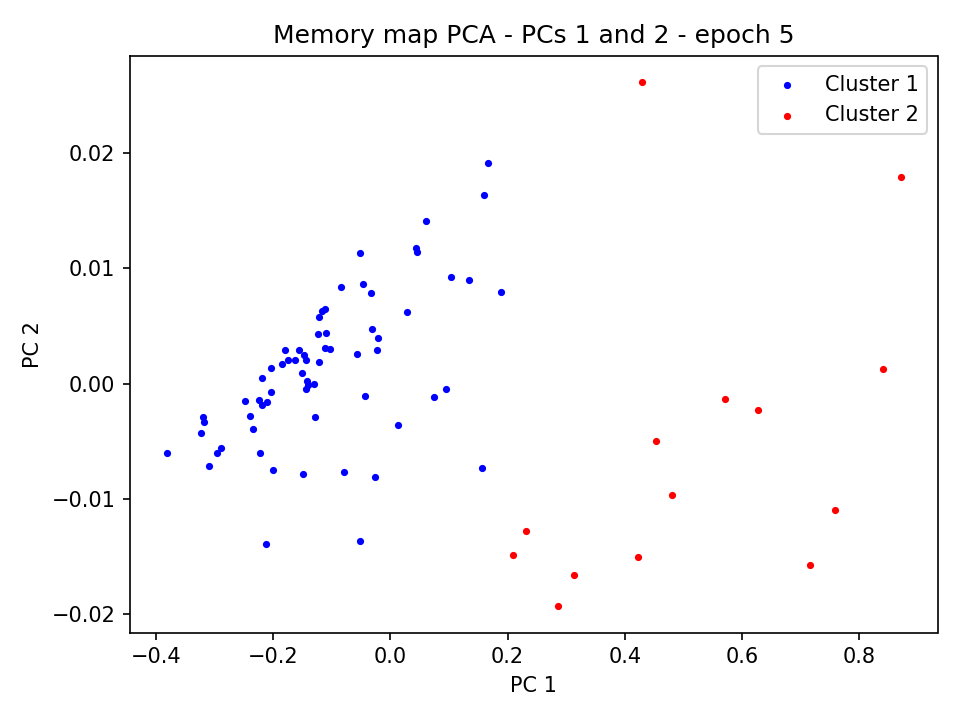 Memory map PCA - PCs 1 and 2 - epoch 5
Cluster 1
Cluster 2
0.02
0.01
0.00
−0.01
−0.02
PC 2
−0.4 −0.2 0.0 0.2 0.4 0.6 0.8
PC 1